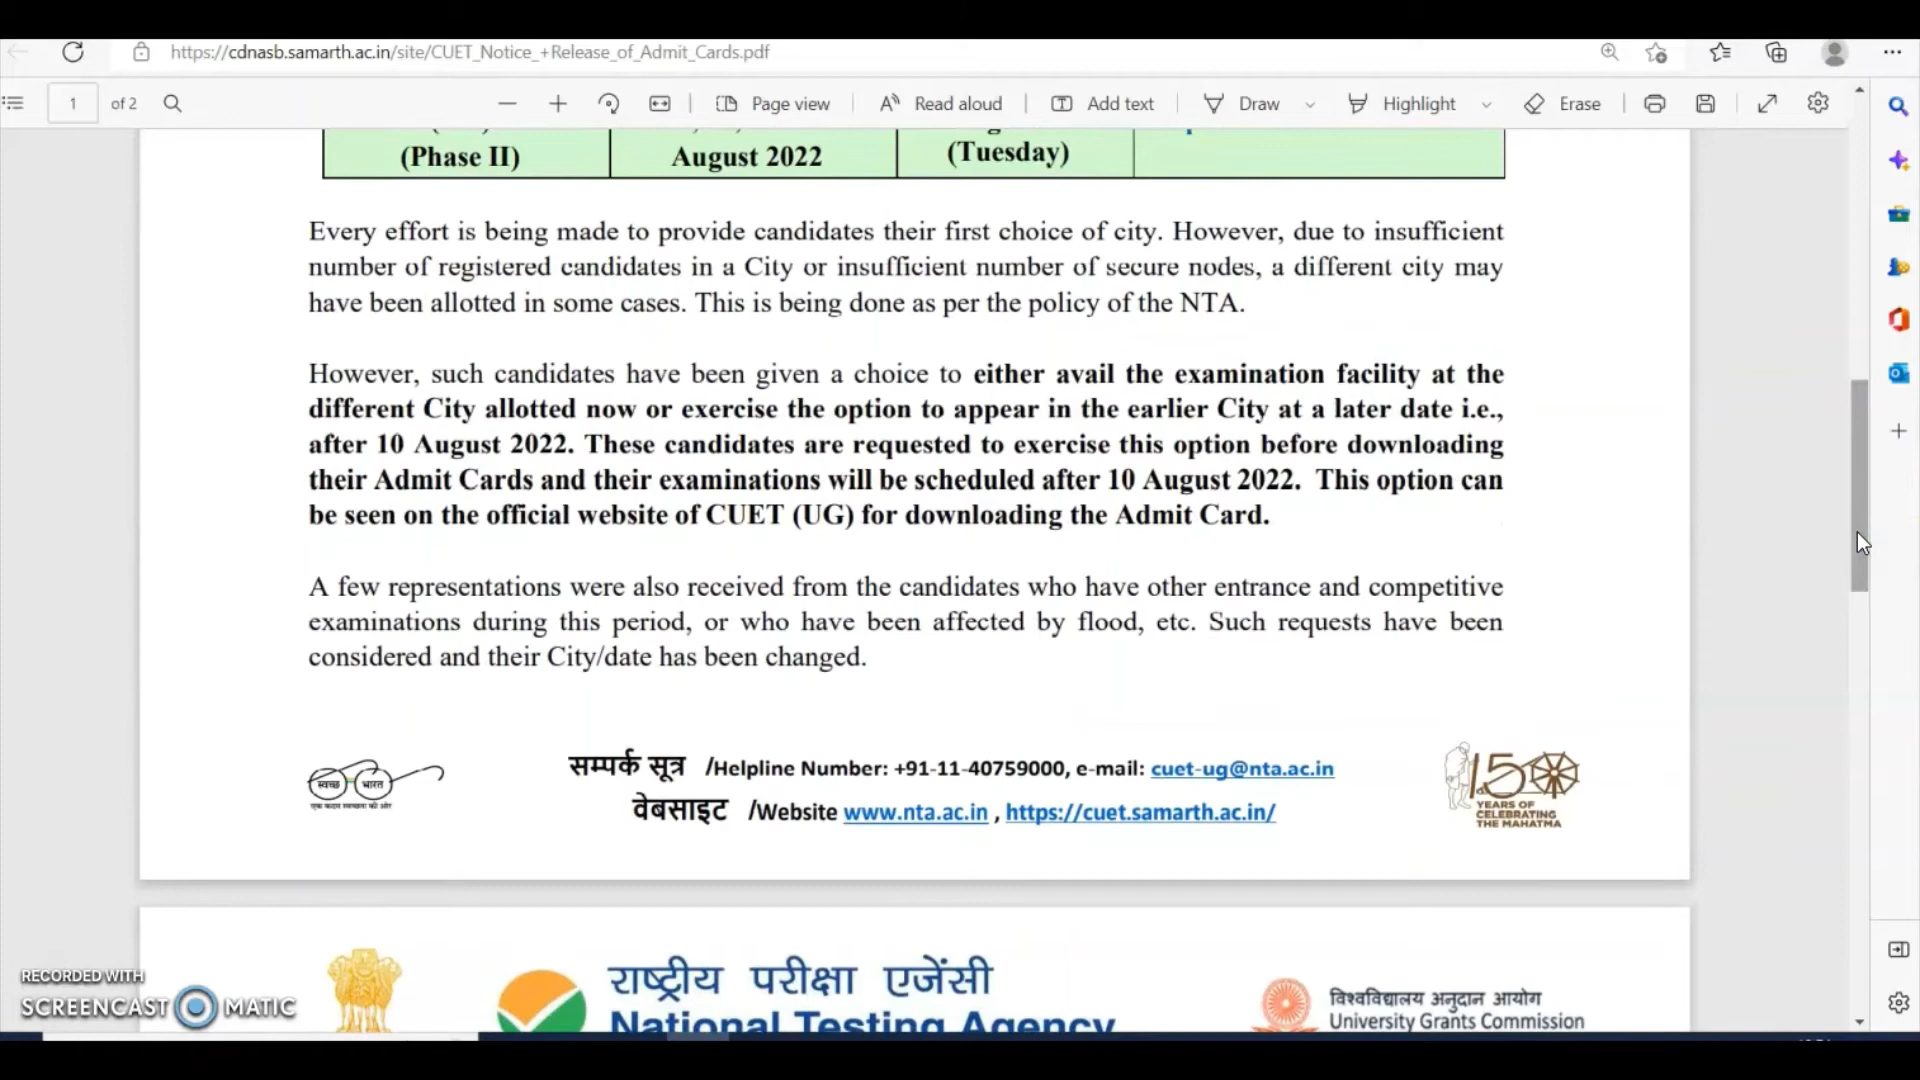 https://cdnasb.samarth.ac.in/site/CUET_Notice_+Release_of_Admit_Cards.pdf
1 of 2 Page view Read aloud Add text Draw Highlight Erase
(Phase II) August 2022 (Tuesday)
Every effort is being made to provide candidates their first choice of city. However, due to insufficient
number of registered candidates in a City or insufficient number of secure nodes, a different city may
have been allotted in some cases. This is being done as per the policy of the NTA.
However, such candidates have been given a choice to either avail the examination facility at the
different City allotted now or exercise the option to appear in the earlier City at a later date i.e.,
after 10 August 2022. These candidates are requested to exercise this option before downloading
their Admit Cards and their examinations will be scheduled after 10 August 2022. This option can
be seen on the official website of CUET (UG) for downloading the Admit Card.
A few representations were also received from the candidates who have other entrance and competitive
examinations during this period, or who have been affected by flood, etc. Such requests have been
considered and their City/date has been changed.
स्वच्छ भारत
एक कदम स्वच्छता की ओर
सम्पर्क सूत्र /Helpline Number: +91-11-40759000, e-mail: cuet-ug@nta.ac.in
वेबसाइट /Website www.nta.ac.in , https://cuet.samarth.ac.in/
150
YEARS OF
CELEBRATING
THE MAHATMA
RECORDED WITH
SCREENCAST MATIC
राष्ट्रीय परीक्षा एजेंसी
National Testing Agency
विश्वविद्यालय अनुदान आयोग
University Grants Commission